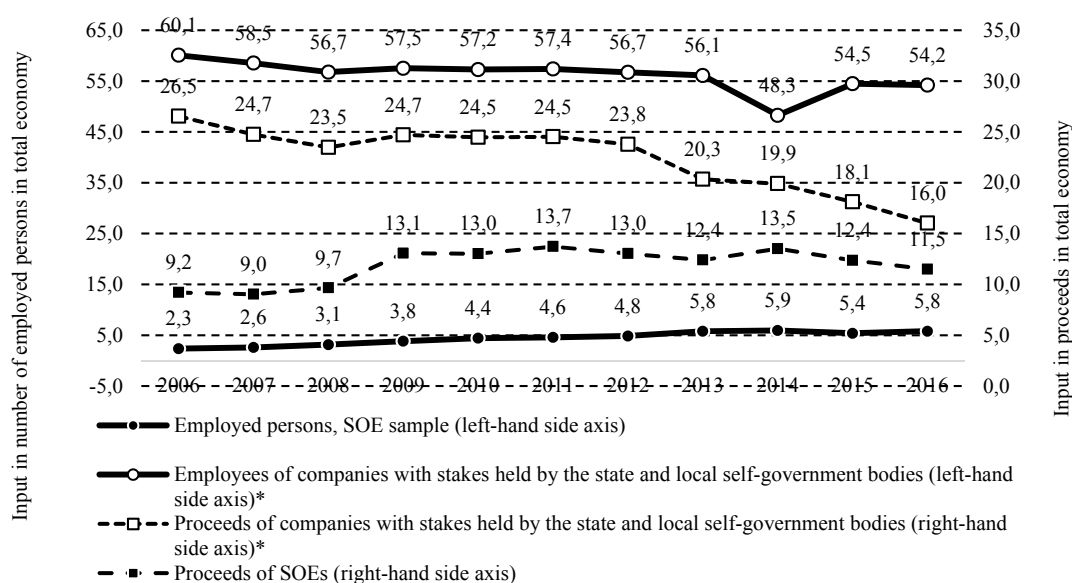 60,1 58,5 56,7 57,5 57,2 57,4 56,7 56,1 48,3 54,5 54,2
26,5 24,7 23,5 24,7 24,5 24,5 23,8 20,3 19,9 18,1 16,0
9,2 9,0 9,7 13,1 13,0 13,7 13,0 12,4 13,5 12,4 11,5
2,3 2,6 3,1 3,8 4,4 4,6 4,8 5,8 5,9 5,4 5,8
65,0
55,0
45,0
35,0
25,0
15,0
5,0
-5,0
35,0
30,0
25,0
20,0
15,0
10,0
5,0
0,0
2006 2007 2008 2009 2010 2011 2012 2013 2014 2015 2016
Input in number of employed persons in total economy
Input in proceeds in total economy
Employed persons, SOE sample (left-hand side axis)
Employees of companies with stakes held by the state and local self-government bodies (left-hand
side axis)*
Proceeds of companies with stakes held by the state and local self-government bodies (right-hand
side axis)*
Proceeds of SOEs (right-hand side axis)